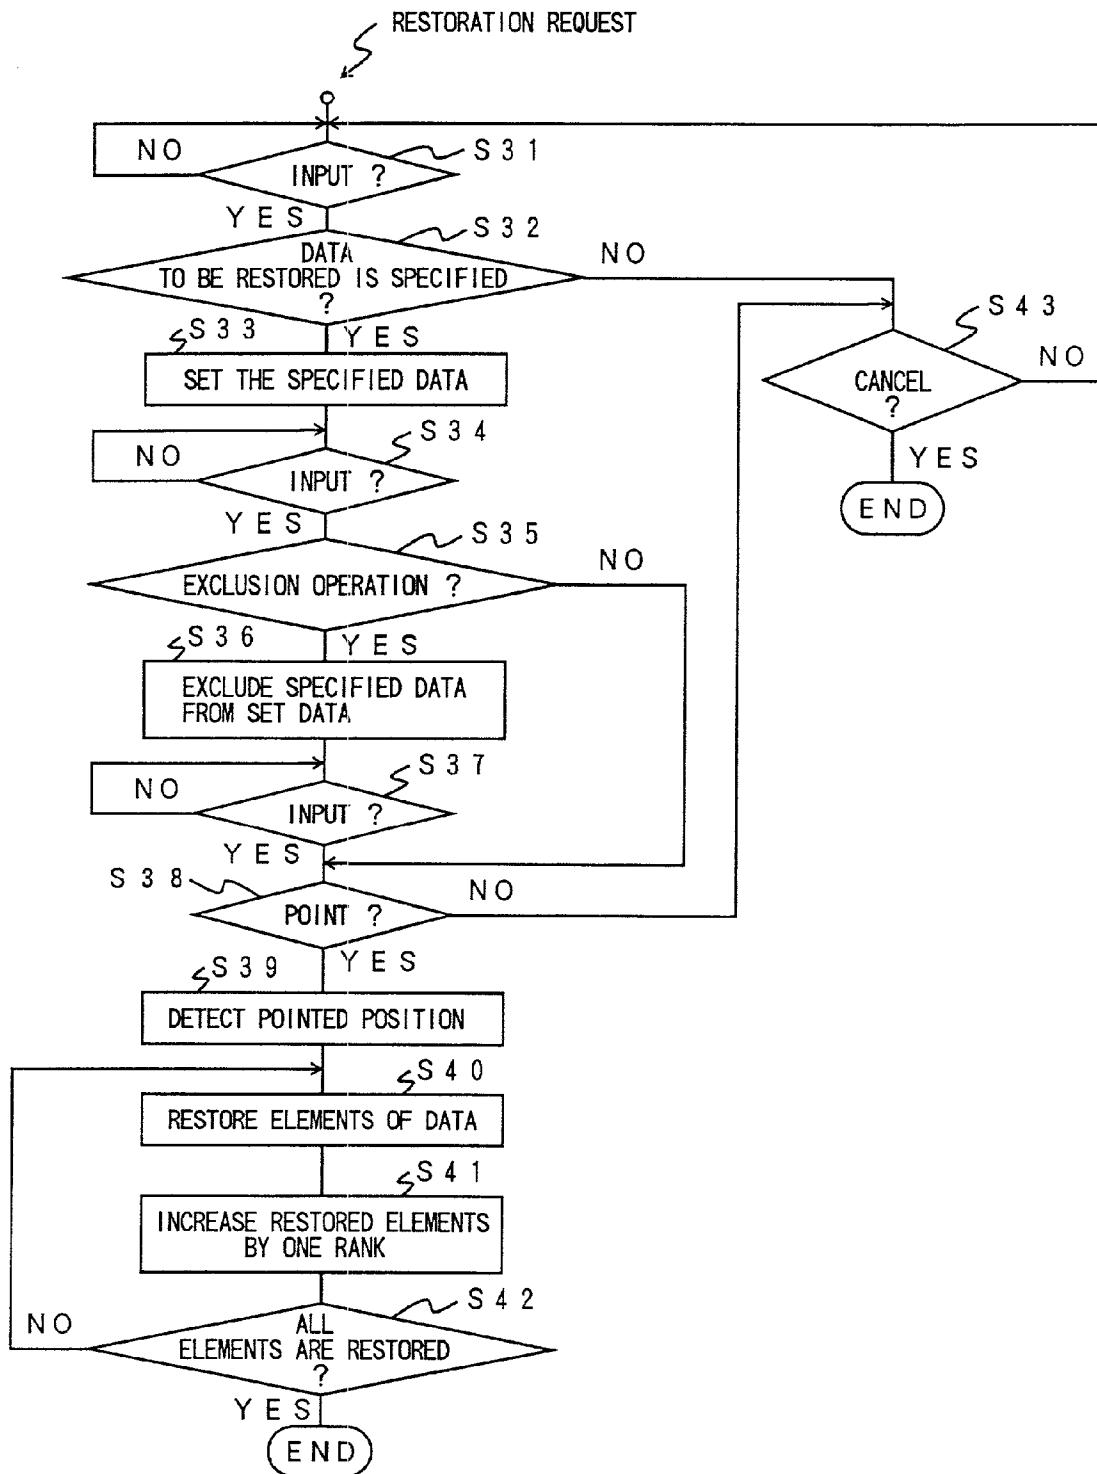 RESTORATION REQUEST
S31
NO
INPUT ?
YES
S32
DATA
TO BE RESTORED IS SPECIFIED
?
NO
S33
YES
SET THE SPECIFIED DATA
S43
CANCEL
?
NO
YES
END
S34
NO
INPUT ?
YES
S35
EXCLUSION OPERATION ?
NO
S36
YES
EXCLUDE SPECIFIED DATA
FROM SET DATA
S37
NO
INPUT ?
YES
S38
POINT ?
NO
YES
S39
DETECT POINTED POSITION
S40
RESTORE ELEMENTS OF DATA
S41
INCREASE RESTORED ELEMENTS
BY ONE RANK
S42
NO
ALL
ELEMENTS ARE RESTORED
?
YES
END